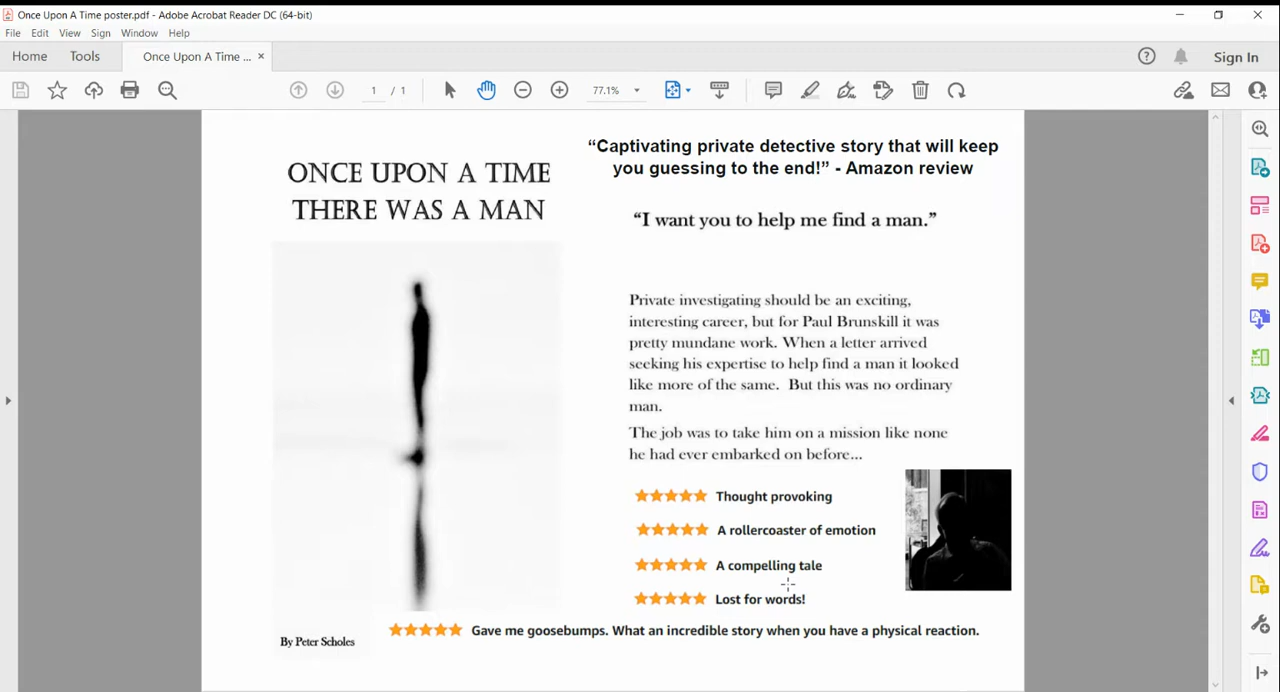 Once Upon A Time poster.pdf - Adobe Acrobat Reader DC (64-bit)
File Edit View Sign Window Help
Home Tools Once Upon A Time ... × Sign In
1 / 1 77.1%
ONCE UPON A TIME
THERE WAS A MAN
By Peter Scholes
“Captivating private detective story that will keep
you guessing to the end!” - Amazon review
“I want you to help me find a man.”
Private investigating should be an exciting,
interesting career, but for Paul Brunskill it was
pretty mundane work. When a letter arrived
seeking his expertise to help find a man it looked
like more of the same. But this was no ordinary
man.
The job was to take him on a mission like none
he had ever embarked on before...
★★★★★ Thought provoking
★★★★★ A rollercoaster of emotion
★★★★★ A compelling tale
★★★★★ Lost for words!
★★★★★ Gave me goosebumps. What an incredible story when you have a physical reaction.